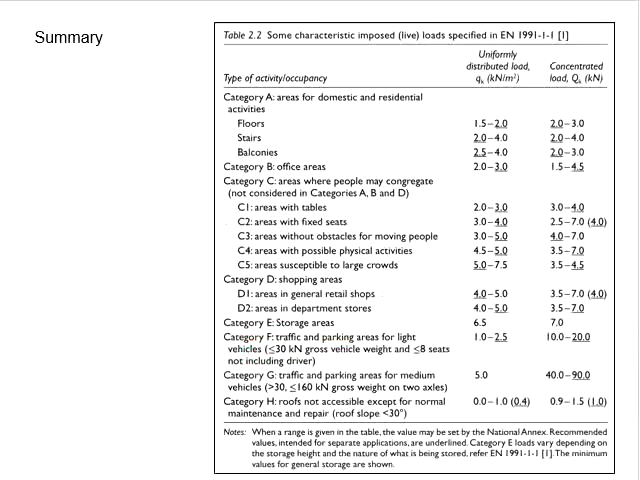 Summary
Table 2.2 Some characteristic imposed (live) loads specified in EN 1991-1-1 [1]
Uniformly
distributed load, Concentrated
Type of activity/occupancy qk (kN/m²) load, Qk (kN)
Category A: areas for domestic and residential
activities
Floors 1.5–2.0 2.0–3.0
Stairs 2.0–4.0 2.0–4.0
Balconies 2.5–4.0 2.0–3.0
Category B: office areas 2.0–3.0 1.5–4.5
Category C: areas where people may congregate
(not considered in Categories A, B and D)
C1: areas with tables 2.0–3.0 3.0–4.0
C2: areas with fixed seats 3.0–4.0 2.5–7.0 (4.0)
C3: areas without obstacles for moving people 3.0–5.0 4.0–7.0
C4: areas with possible physical activities 4.5–5.0 3.5–7.0
C5: areas susceptible to large crowds 5.0–7.5 3.5–4.5
Category D: shopping areas
D1: areas in general retail shops 4.0–5.0 3.5–7.0 (4.0)
D2: areas in department stores 4.0–5.0 3.5–7.0
Category E: Storage areas 6.5 7.0
Category F: traffic and parking areas for light 1.0–2.5 10.0–20.0
vehicles (≤30 kN gross vehicle weight and ≤8 seats
not including driver)
Category G: traffic and parking areas for medium 5.0 40.0–90.0
vehicles (>30, ≤160 kN gross weight on two axles)
Category H: roofs not accessible except for normal 0.0–1.0 (0.4) 0.9–1.5 (1.0)
maintenance and repair (roof slope <30°)
Notes: When a range is given in the table, the value may be set by the National Annex. Recommended
values, intended for separate applications, are underlined. Category E loads vary depending on
the storage height and the nature of what is being stored, refer EN 1991-1-1 [1]. The minimum
values for general storage are shown.